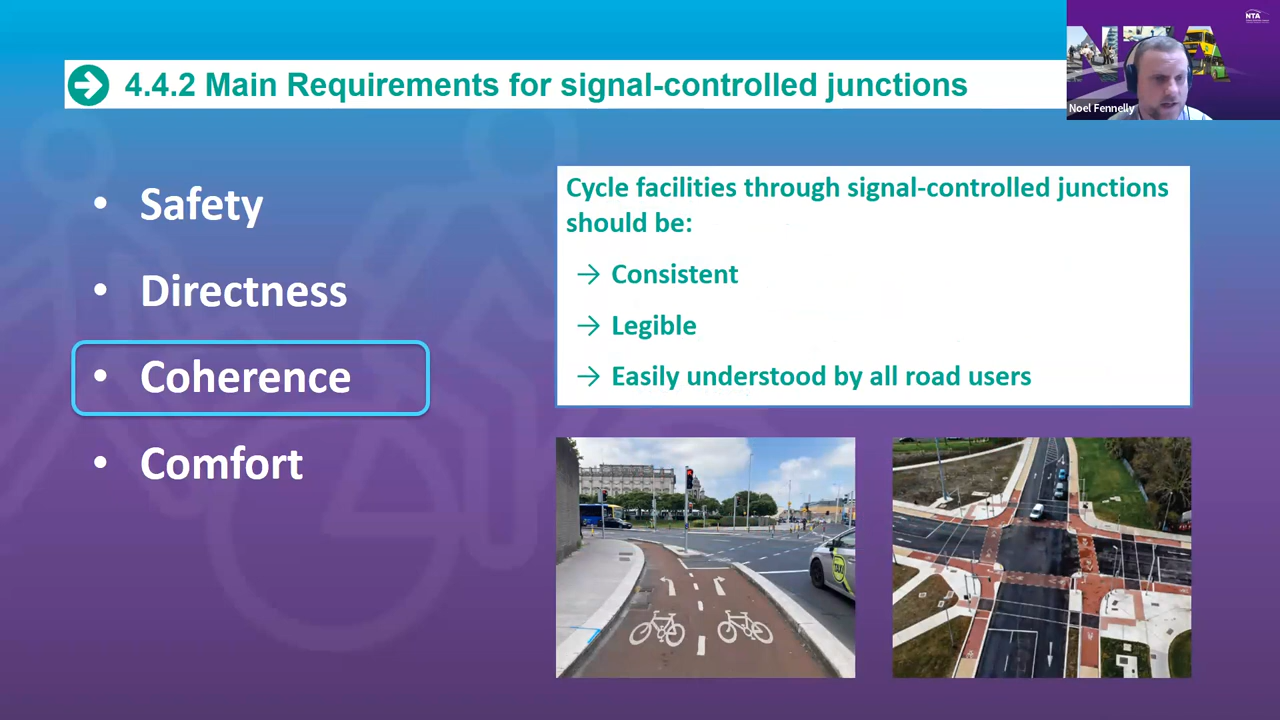 NTA
NTA
Noel Fennelly
4.4.2 Main Requirements for signal-controlled junctions
• Safety
• Directness
• Coherence
• Comfort
Cycle facilities through signal-controlled junctions
should be:
→ Consistent
→ Legible
→ Easily understood by all road users